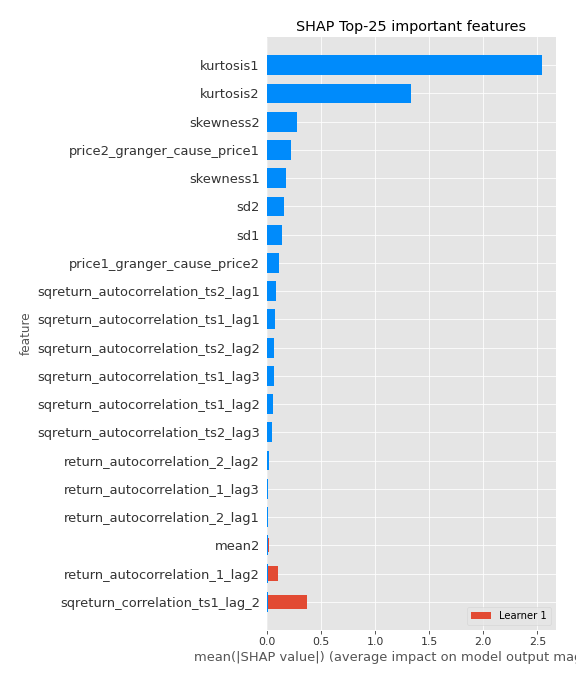 SHAP Top-25 important features
kurtosis1
kurtosis2
skewness2
price2_granger_cause_price1
skewness1
sd2
sd1
price1_granger_cause_price2
sqreturn_autocorrelation_ts2_lag1
sqreturn_autocorrelation_ts1_lag1
sqreturn_autocorrelation_ts2_lag2
sqreturn_autocorrelation_ts1_lag3
sqreturn_autocorrelation_ts1_lag2
sqreturn_autocorrelation_ts2_lag3
return_autocorrelation_2_lag2
return_autocorrelation_1_lag3
return_autocorrelation_2_lag1
mean2
return_autocorrelation_1_lag2
sqreturn_correlation_ts1_lag_2
feature
Learner 1
0.0 0.5 1.0 1.5 2.0 2.5
mean(|SHAP value|) (average impact on model output mag